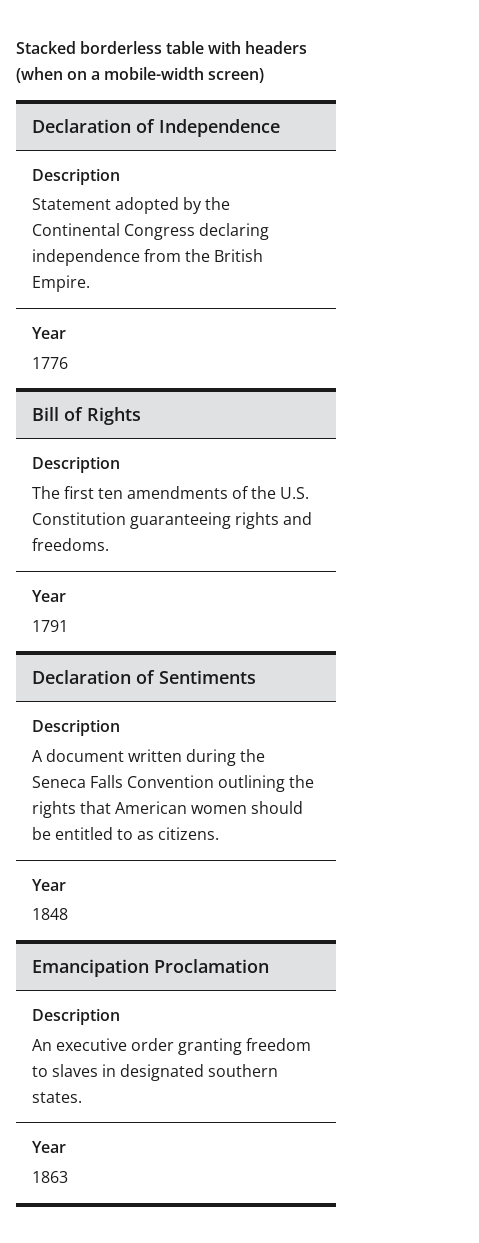 Stacked borderless table with headers
(when on a mobile-width screen)
Declaration of Independence
Description
Statement adopted by the
Continental Congress declaring
independence from the British
Empire.
Year
1776
Bill of Rights
Description
The first ten amendments of the U.S.
Constitution guaranteeing rights and
freedoms.
Year
1791
Declaration of Sentiments
Description
A document written during the
Seneca Falls Convention outlining the
rights that American women should
be entitled to as citizens.
Year
1848
Emancipation Proclamation
Description
An executive order granting freedom
to slaves in designated southern
states.
Year
1863